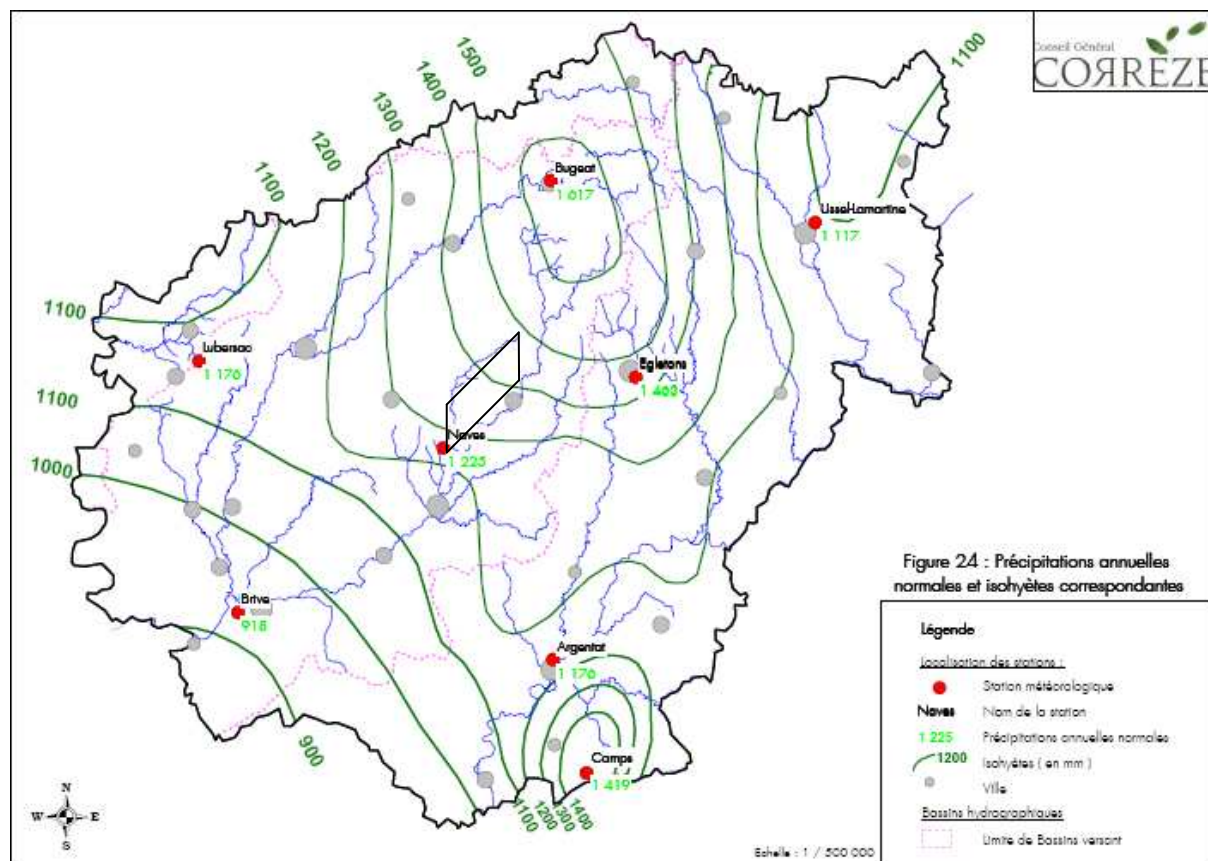 Conseil Général
CORREZE
1500
1400
1300
1200
1100
1100
Bugeat
1 617
Ussel-Lamartine
1 117
1100
Lubersac
1 176
Egletons
1 463
1100
Naves
1 225
1000
Figure 24 : Précipitations annuelles
normales et isohyètes correspondantes
Brive
918
Argentat
1 176
900
Camps
1 419
1100
1200
1300
1400
Légende
Localisation des stations :
Station météorologique
Naves Nom de la station
1 225 Précipitations annuelles normales
1200 Isohyètes ( en mm )
Ville
Bassins hydrographiques
Limite de Bassins versant
N
W E
S
Echelle : 1 / 500 000